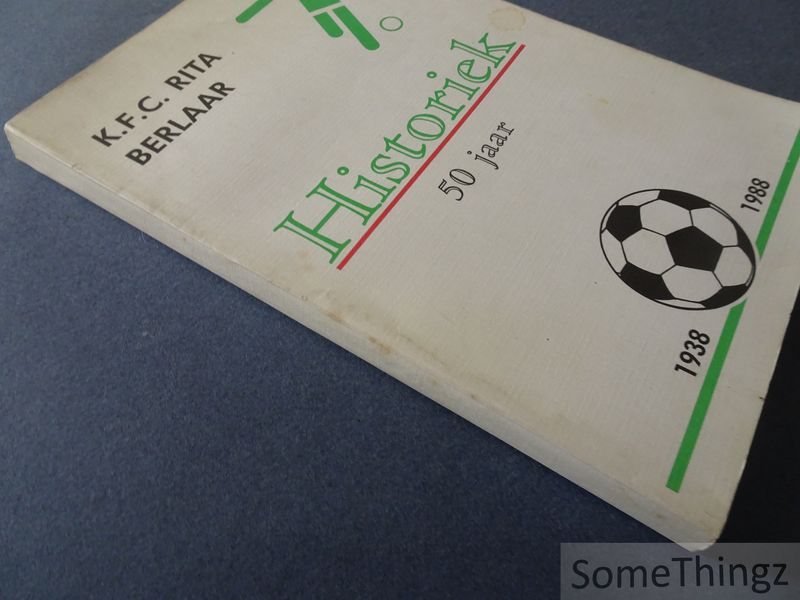 K.F.C. RITA
BERLAAR
Historiek
50 jaar
1938
1988
SomeThingz